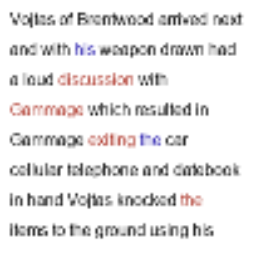 Vojtas of Brentwood arrived next
and with his weapon drawn had
a loud discussion with
Gammage which resulted in
Gammage exiting the car
cellular telephone and datebook
in hand Vojtas knocked the
items to the ground using his